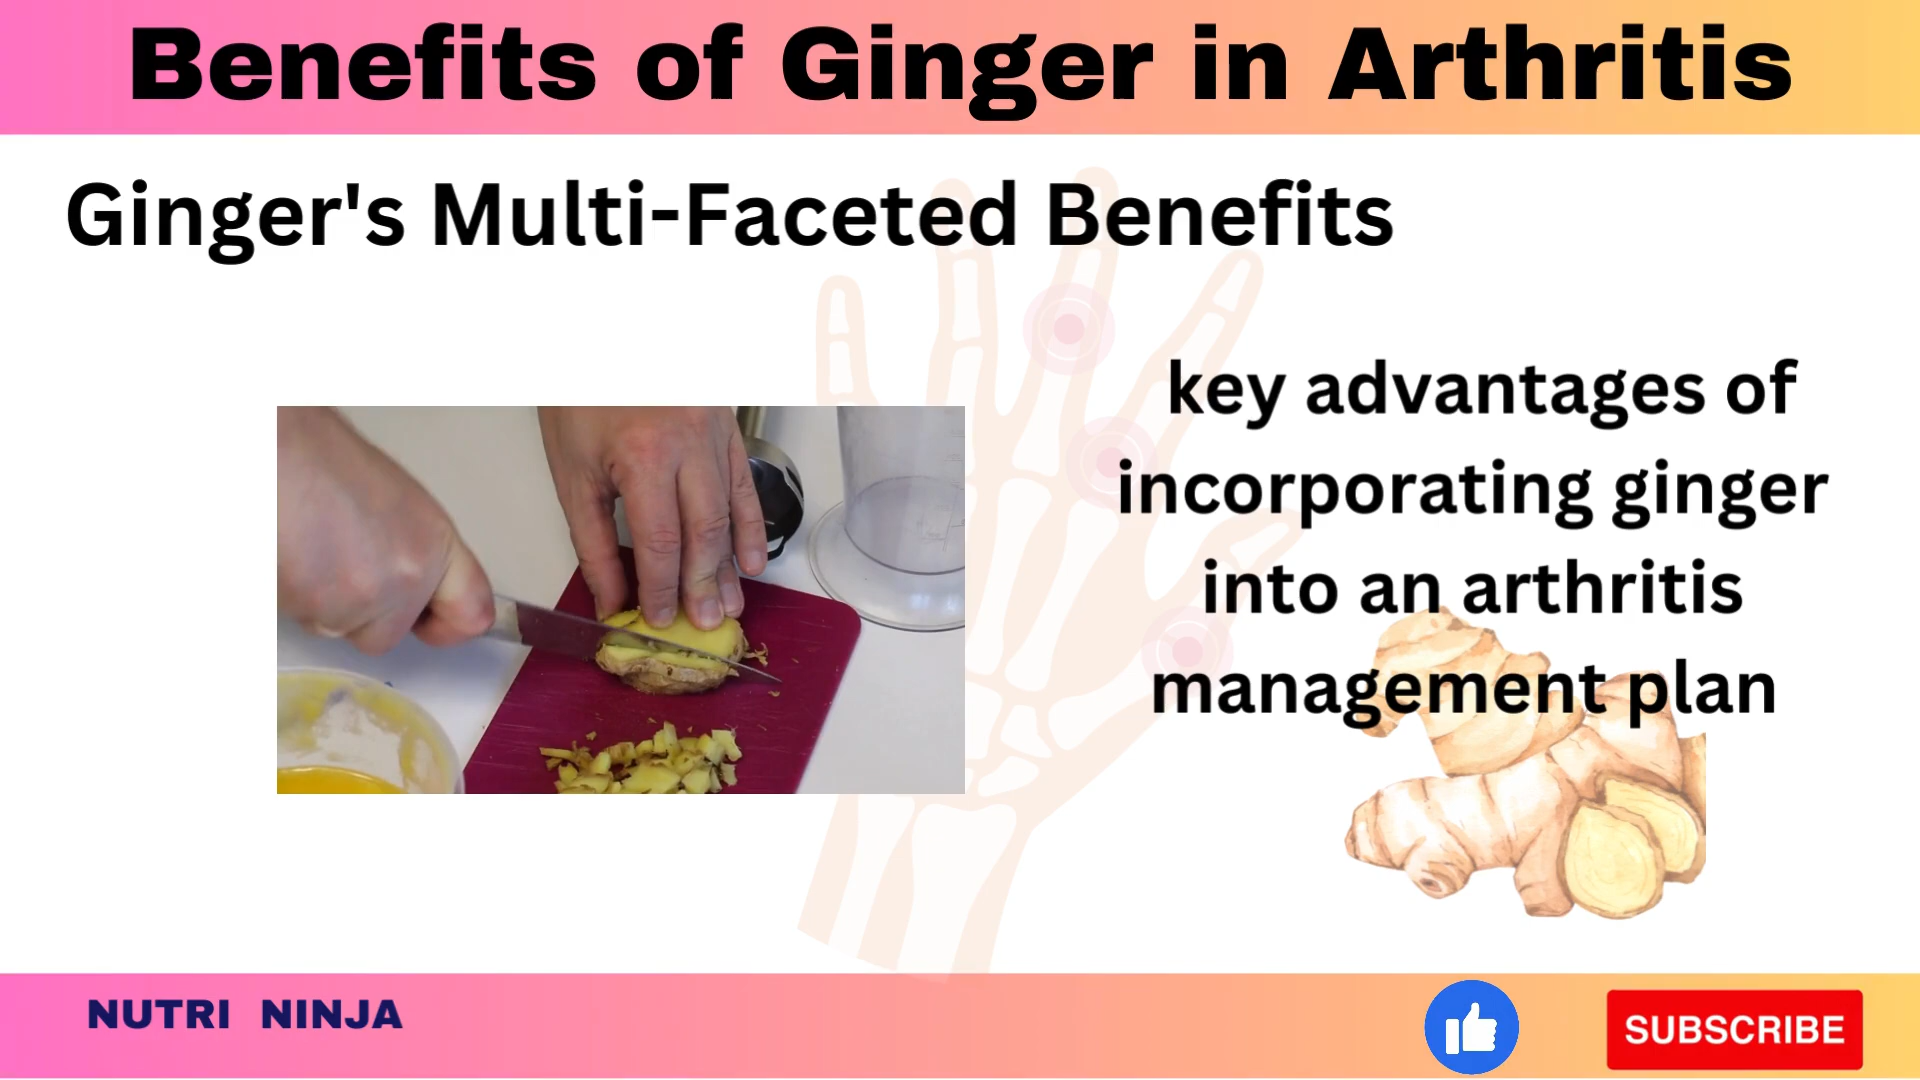 Benefits of Ginger in Arthritis
Ginger's Multi-Faceted Benefits
key advantages of
incorporating ginger
into an arthritis
management plan
NUTRI NINJA
SUBSCRIBE